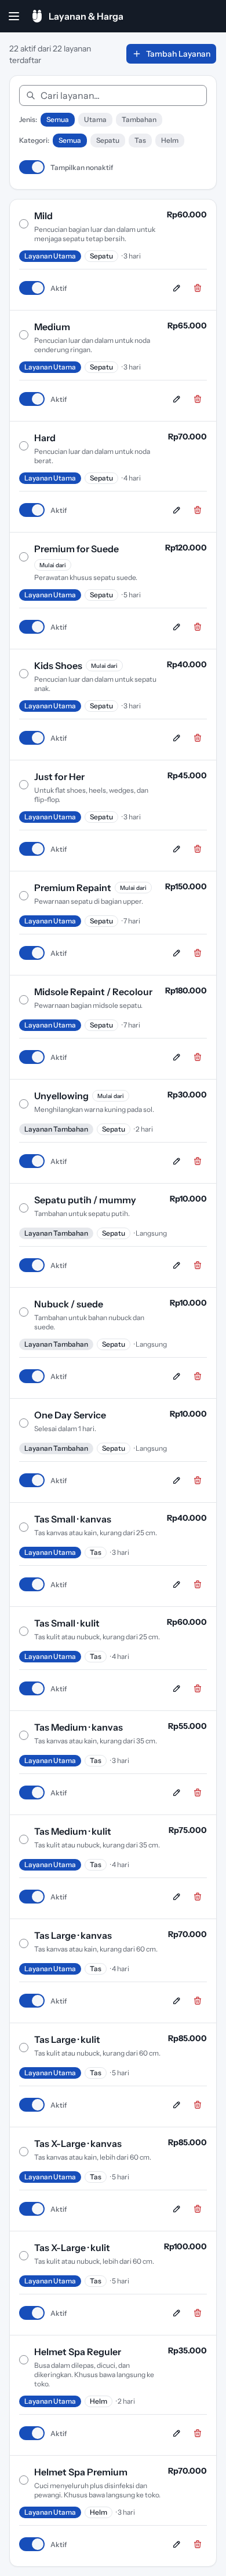 Layanan & Harga
22 aktif dari 22 layanan
terdaftar
Tambah Layanan
Cari layanan...
Jenis: Semua Utama Tambahan
Kategori: Semua Sepatu Tas Helm
Tampilkan nonaktif
Mild Rp60.000
Pencucian bagian luar dan dalam untuk
menjaga sepatu tetap bersih.
Layanan Utama Sepatu ·3 hari
Aktif
Medium Rp65.000
Pencucian luar dan dalam untuk noda
cenderung ringan.
Layanan Utama Sepatu ·3 hari
Aktif
Hard Rp70.000
Pencucian luar dan dalam untuk noda
berat.
Layanan Utama Sepatu ·4 hari
Aktif
Premium for Suede Rp120.000
Mulai dari
Perawatan khusus sepatu suede.
Layanan Utama Sepatu ·5 hari
Aktif
Kids Shoes Mulai dari Rp40.000
Pencucian luar dan dalam untuk sepatu
anak.
Layanan Utama Sepatu ·3 hari
Aktif
Just for Her Rp45.000
Untuk flat shoes, heels, wedges, dan
flip-flop.
Layanan Utama Sepatu ·3 hari
Aktif
Premium Repaint Mulai dari Rp150.000
Pewarnaan sepatu di bagian upper.
Layanan Utama Sepatu ·7 hari
Aktif
Midsole Repaint / Recolour Rp180.000
Pewarnaan bagian midsole sepatu.
Layanan Utama Sepatu ·7 hari
Aktif
Unyellowing Mulai dari Rp30.000
Menghilangkan warna kuning pada sol.
Layanan Tambahan Sepatu ·2 hari
Aktif
Sepatu putih / mummy Rp10.000
Tambahan untuk sepatu putih.
Layanan Tambahan Sepatu ·Langsung
Aktif
Nubuck / suede Rp10.000
Tambahan untuk bahan nubuck dan
suede.
Layanan Tambahan Sepatu ·Langsung
Aktif
One Day Service Rp10.000
Selesai dalam 1 hari.
Layanan Tambahan Sepatu ·Langsung
Aktif
Tas Small · kanvas Rp40.000
Tas kanvas atau kain, kurang dari 25 cm.
Layanan Utama Tas ·3 hari
Aktif
Tas Small · kulit Rp60.000
Tas kulit atau nubuck, kurang dari 25 cm.
Layanan Utama Tas ·4 hari
Aktif
Tas Medium · kanvas Rp55.000
Tas kanvas atau kain, kurang dari 35 cm.
Layanan Utama Tas ·3 hari
Aktif
Tas Medium · kulit Rp75.000
Tas kulit atau nubuck, kurang dari 35 cm.
Layanan Utama Tas ·4 hari
Aktif
Tas Large · kanvas Rp70.000
Tas kanvas atau kain, kurang dari 60 cm.
Layanan Utama Tas ·4 hari
Aktif
Tas Large · kulit Rp85.000
Tas kulit atau nubuck, kurang dari 60 cm.
Layanan Utama Tas ·5 hari
Aktif
Tas X-Large · kanvas Rp85.000
Tas kanvas atau kain, lebih dari 60 cm.
Layanan Utama Tas ·5 hari
Aktif
Tas X-Large · kulit Rp100.000
Tas kulit atau nubuck, lebih dari 60 cm.
Layanan Utama Tas ·5 hari
Aktif
Helmet Spa Reguler Rp35.000
Busa dalam dilepas, dicuci, dan
dikeringkan. Khusus bawa langsung ke
toko.
Layanan Utama Helm ·2 hari
Aktif
Helmet Spa Premium Rp70.000
Cuci menyeluruh plus disinfeksi dan
pewangi. Khusus bawa langsung ke toko.
Layanan Utama Helm ·3 hari
Aktif